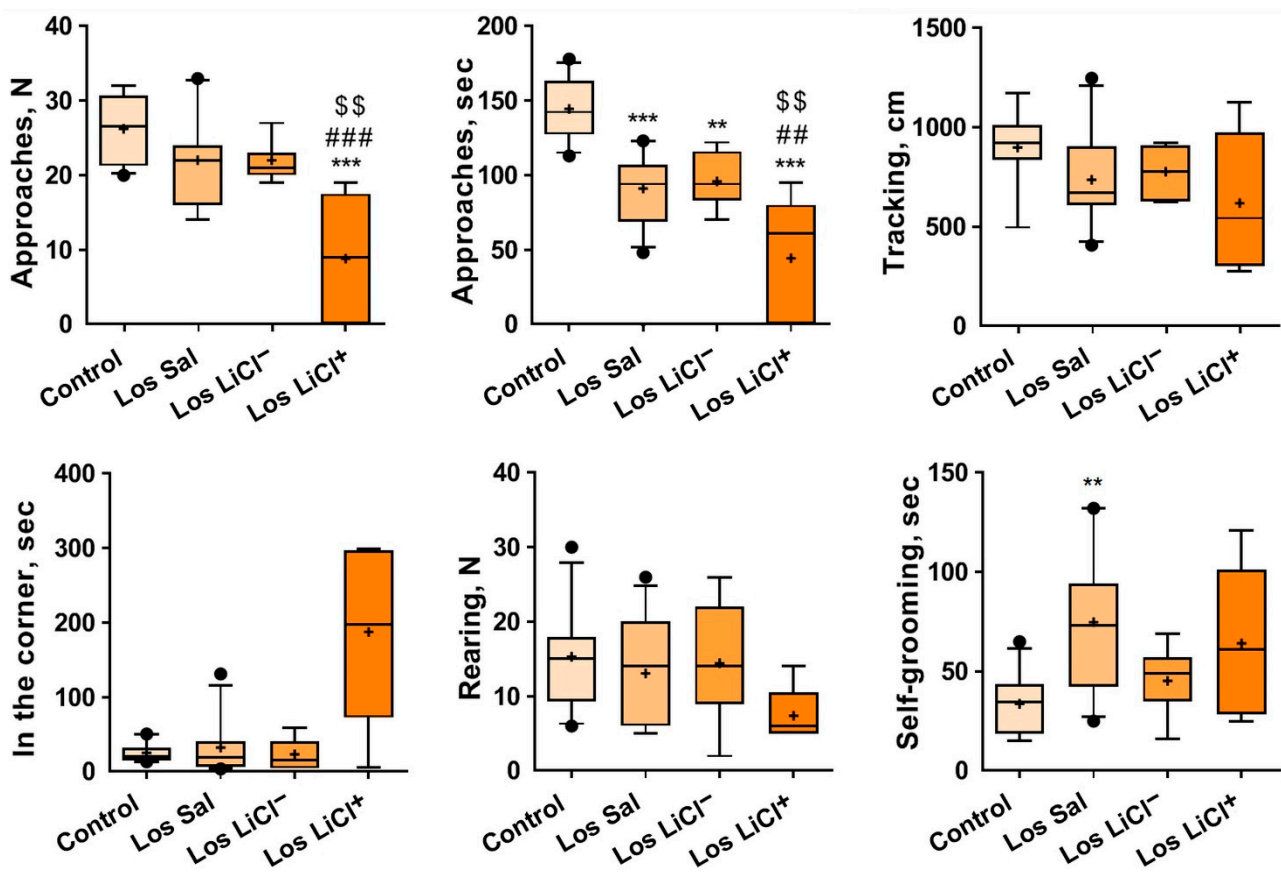 Approaches, N
40
30
20
10
0
$$
###
***
Control
Los Sal
Los LiCl−
Los LiCl+
Approaches, sec
200
150
100
50
0
***
**
$$
##
***
Control
Los Sal
Los LiCl−
Los LiCl+
Tracking, cm
1500
1000
500
0
Control
Los Sal
Los LiCl−
Los LiCl+
In the corner, sec
400
300
200
100
0
Control
Los Sal
Los LiCl−
Los LiCl+
Rearing, N
40
30
20
10
0
Control
Los Sal
Los LiCl−
Los LiCl+
Self-grooming, sec
150
100
50
0
**
Control
Los Sal
Los LiCl−
Los LiCl+